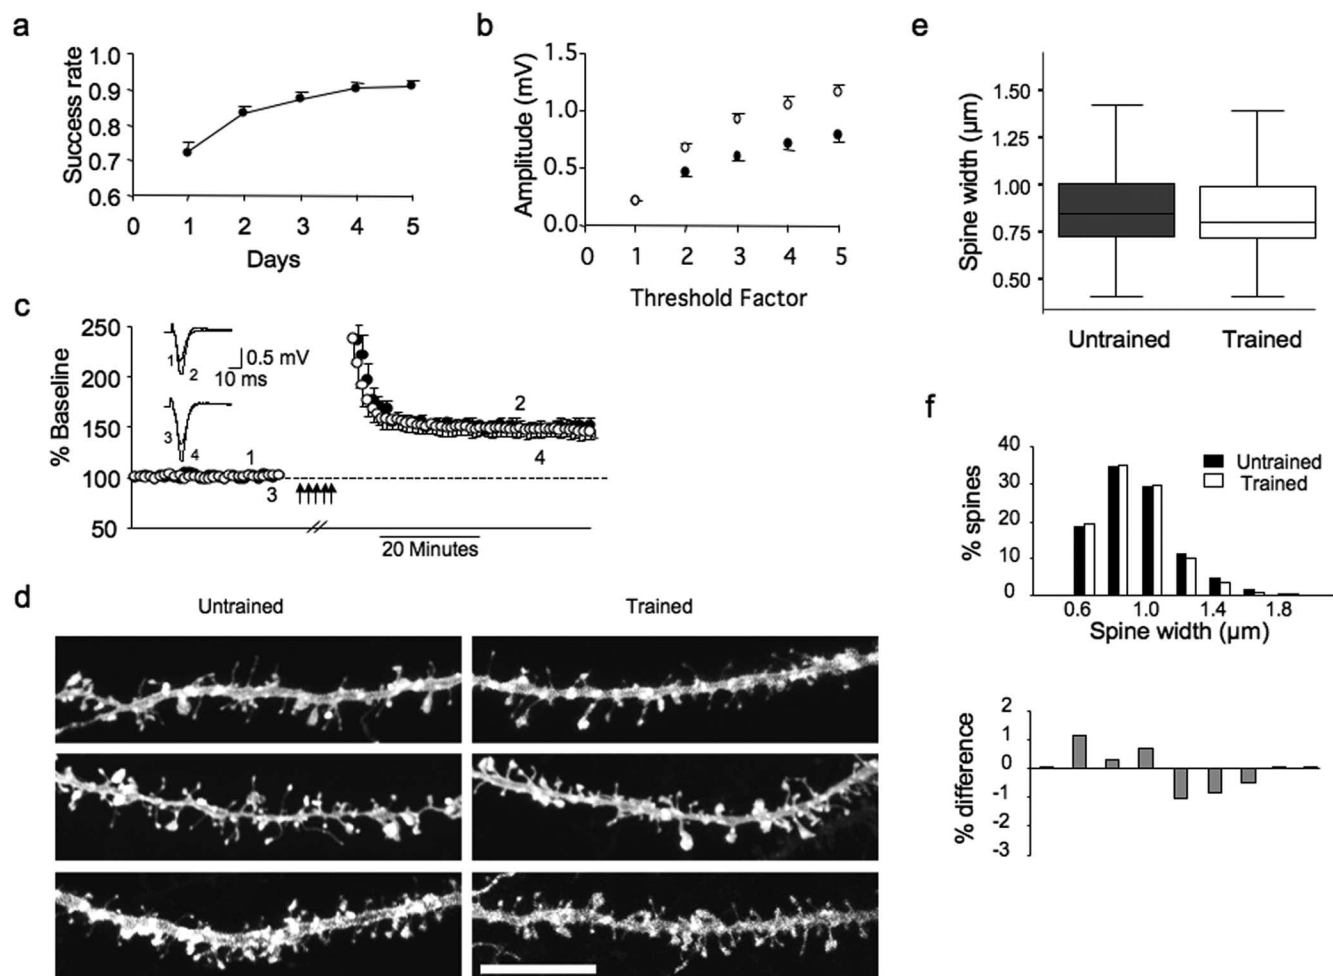 a
Success rate
1.0
0.9
0.8
0.7
0.6
0 1 2 3 4 5
Days
b
Amplitude (mV)
1.5
1.0
0.5
0.0
0 1 2 3 4 5
Threshold Factor
c
% Baseline
250
200
150
100
50
1
2
0.5 mV
10 ms
3
4
1
3
2
4
20 Minutes
d
Untrained Trained
e
Spine width (µm)
1.50
1.25
1.00
0.75
0.50
Untrained Trained
f
% spines
40
30
20
10
0
Untrained
Trained
0.6 1.0 1.4 1.8
Spine width (µm)
% difference
2
1
0
-1
-2
-3